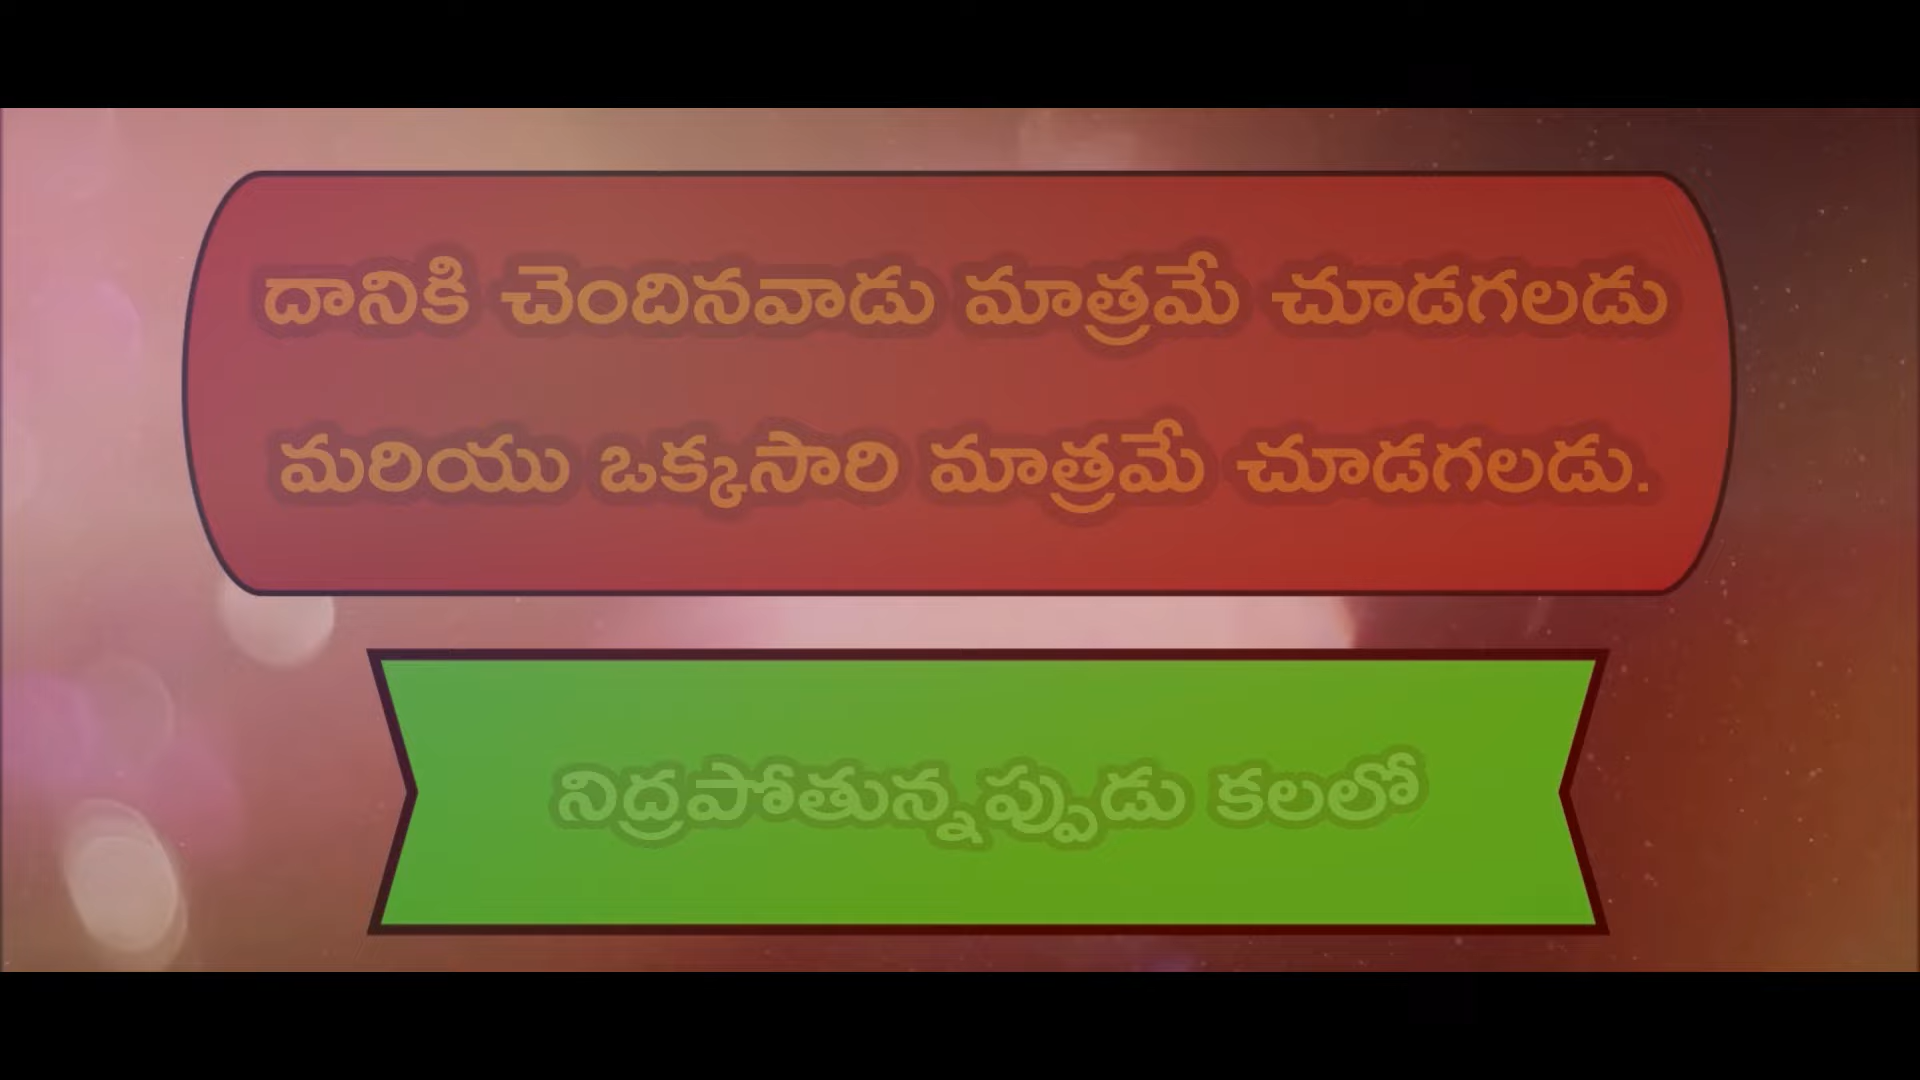 దానికి చెందినవాడు మాత్రమే చూడగలడు
మరియు ఒక్కసారి మాత్రమే చూడగలడు.
నిద్రపోతున్నప్పుడు కలలో